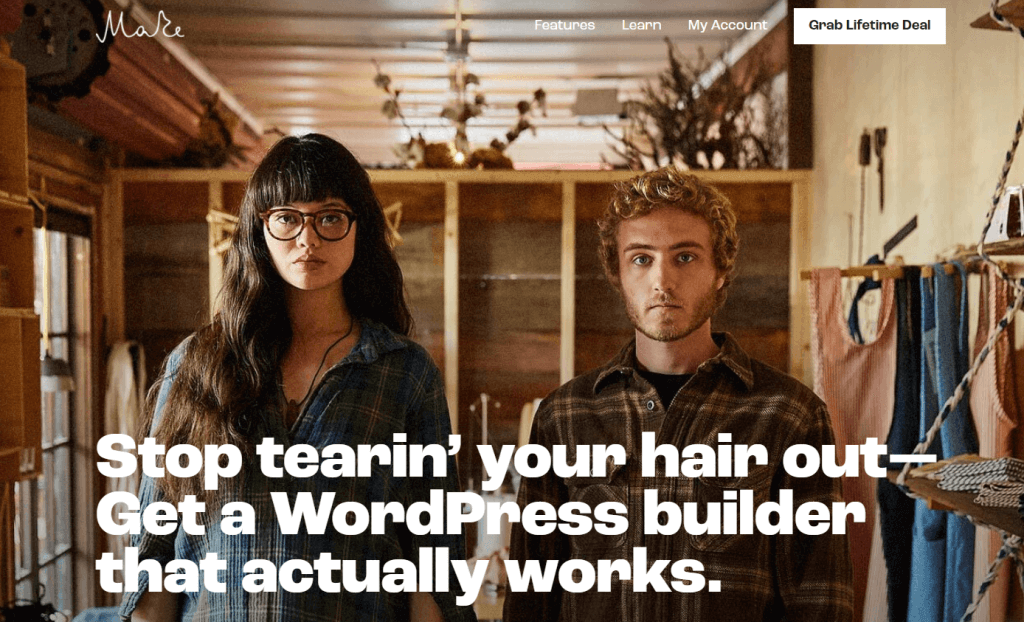 Make
Features
Learn
My Account
Grab Lifetime Deal
Stop tearin’ your hair out—
Get a WordPress builder
that actually works.